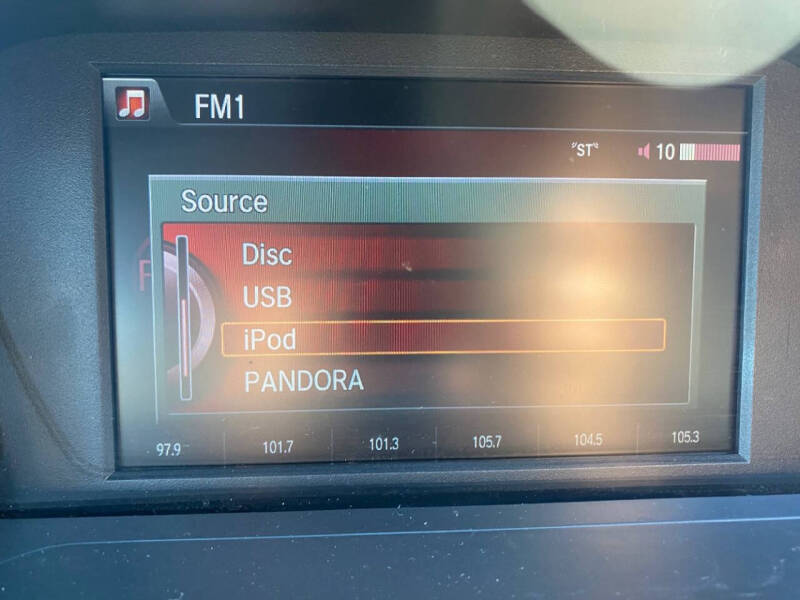 FM1
ST 10
Source
Disc
USB
iPod
PANDORA
97.9 101.7 101.3 105.7 104.5 105.3